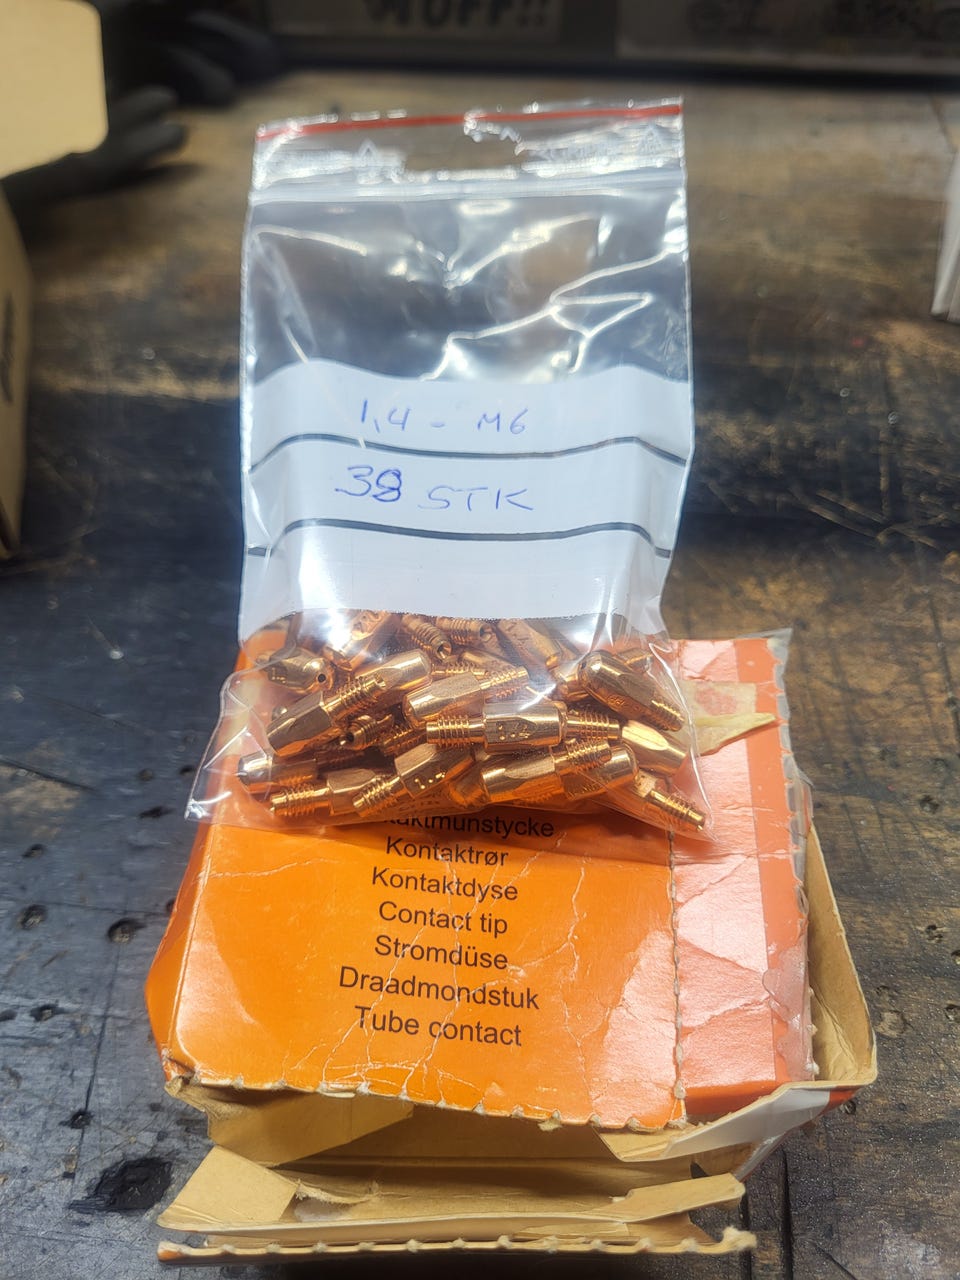 1,4 - M6
38 STK
Kontaktrør
Kontaktdyse
Contact tip
Stromdüse
Draadmondstuk
Tube contact